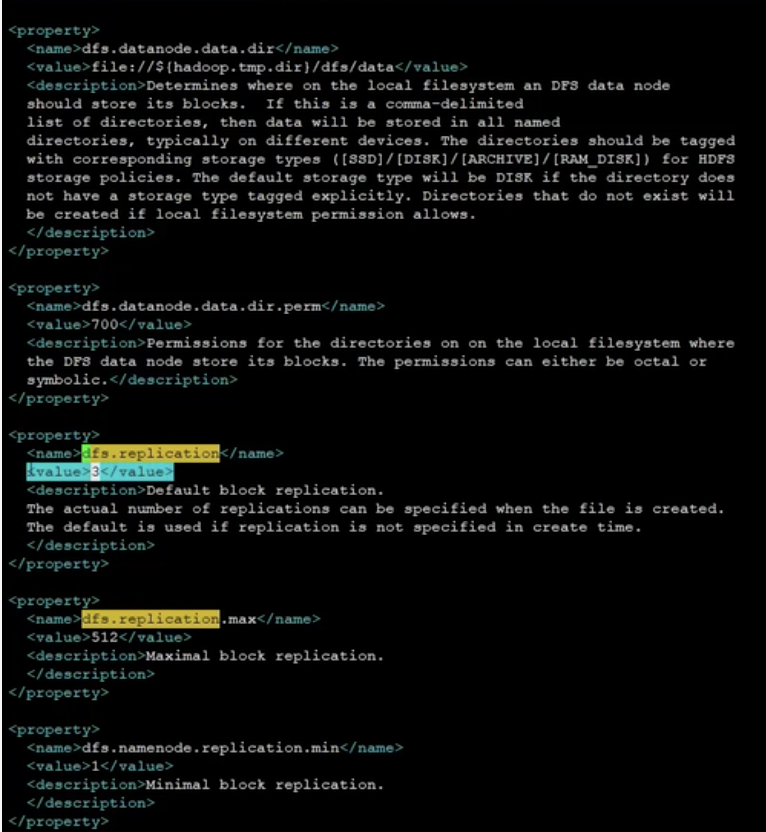 <property>
<name>dfs.datanode.data.dir</name>
<value>file://${hadoop.tmp.dir}/dfs/data</value>
<description>Determines where on the local filesystem an DFS data node
should store its blocks.  If this is a comma-delimited
list of directories, then data will be stored in all named
directories, typically on different devices. The directories should be tagged
with corresponding storage types ([SSD]/[DISK]/[ARCHIVE]/[RAM_DISK]) for HDFS
storage policies. The default storage type will be DISK if the directory does
not have a storage type tagged explicitly. Directories that do not exist will
be created if local filesystem permission allows.
</description>
</property>
<property>
<name>dfs.datanode.data.dir.perm</name>
<value>700</value>
<description>Permissions for the directories on on the local filesystem where
the DFS data node store its blocks. The permissions can either be octal or
symbolic.</description>
</property>
<property>
<name>dfs.replication</name>
<value>3</value>
<description>Default block replication.
The actual number of replications can be specified when the file is created.
The default is used if replication is not specified in create time.
</description>
</property>
<property>
<name>dfs.replication.max</name>
<value>512</value>
<description>Maximal block replication.
</description>
</property>
<property>
<name>dfs.namenode.replication.min</name>
<value>1</value>
<description>Minimal block replication.
</description>
</property>